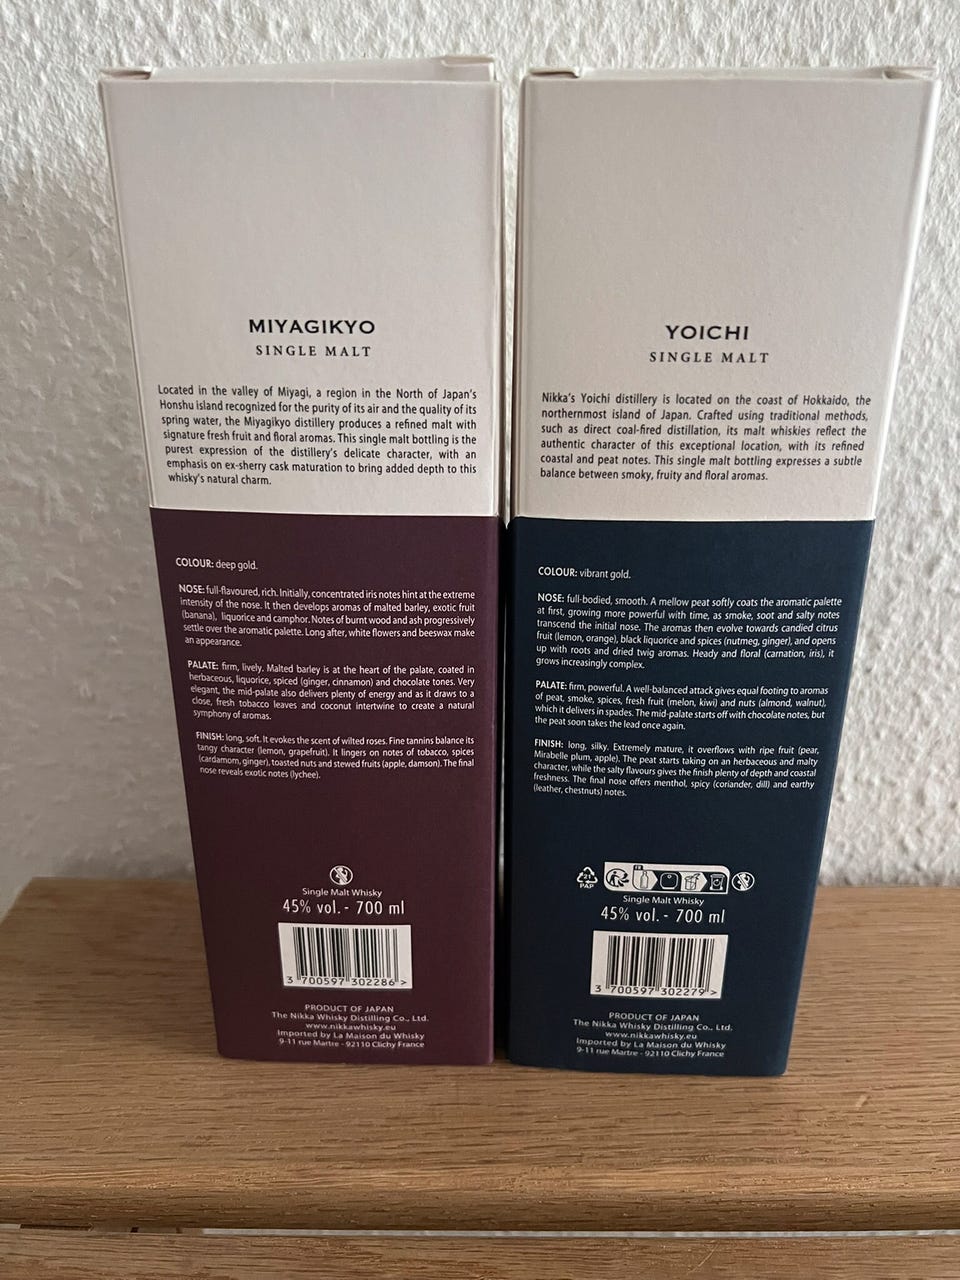 MIYAGIKYO
SINGLE MALT
Located in the valley of Miyagi, a region in the North of Japan's
Honshu island recognized for the purity of its air and the quality of its
spring water, the Miyagikyo distillery produces a refined malt with
signature fresh fruit and floral aromas. This single malt bottling is the
purest expression of the distillery's delicate character, with an
emphasis on ex-sherry cask maturation to bring added depth to this
whisky's natural charm.
COLOUR: deep gold.
NOSE: full-flavoured, rich. Initially, concentrated iris notes hint at the extreme
intensity of the nose. It then develops aromas of malted barley, exotic fruit
(banana), liquorice and camphor. Notes of burnt wood and ash progressively
settle over the aromatic palette. Long after, white flowers and beeswax make
an appearance.
PALATE: firm, lively. Malted barley is at the heart of the palate, coated in
herbaceous, liquorice, spiced (ginger, cinnamon) and chocolate tones. Very
elegant, the mid-palate also delivers plenty of energy and as it draws to a
close, fresh tobacco leaves and coconut intertwine to create a natural
symphony of aromas.
FINISH: long, soft. It evokes the scent of wilted roses. Fine tannins balance its
tangy character (lemon, grapefruit). It lingers on notes of tobacco, spices
(cardamom, ginger), toasted nuts and stewed fruits (apple, damson). The final
nose reveals exotic notes (lychee).
Single Malt Whisky
45% vol. - 700 ml
3 700597 302286 >
PRODUCT OF JAPAN
The Nikka Whisky Distilling Co., Ltd.
www.nikkawhisky.eu
Imported by La Maison du Whisky
9-11 rue Martre - 92110 Clichy France
YOICHI
SINGLE MALT
Nikka's Yoichi distillery is located on the coast of Hokkaido, the
northernmost island of Japan. Crafted using traditional methods,
such as direct coal-fired distillation, its malt whiskies reflect the
authentic character of this exceptional location, with its refined
coastal and peat notes. This single malt bottling expresses a subtle
balance between smoky, fruity and floral aromas.
COLOUR: vibrant gold.
NOSE: full-bodied, smooth. A mellow peat softly coats the aromatic palette
at first, growing more powerful with time, as smoke, soot and salty notes
transcend the initial nose. The aromas then evolve towards candied citrus
fruit (lemon, orange), black liquorice and spices (nutmeg, ginger), and opens
up with roots and dried twig aromas. Heady and floral (carnation, iris), it
grows increasingly complex.
PALATE: firm, powerful. A well-balanced attack gives equal footing to aromas
of peat, smoke, spices, fresh fruit (melon, kiwi) and nuts (almond, walnut),
which it delivers in spades. The mid-palate starts off with chocolate notes, but
the peat soon takes the lead once again.
FINISH: long, silky. Extremely mature, it overflows with ripe fruit (pear,
Mirabelle plum, apple). The peat starts taking on an herbaceous and malty
character, while the salty flavours gives the finish plenty of depth and coastal
freshness. The final nose offers menthol, spicy (coriander, dill) and earthy
(leather, chestnuts) notes.
21
PAP
FR
Single Malt Whisky
45% vol. - 700 ml
3 700597 302279 >
PRODUCT OF JAPAN
The Nikka Whisky Distilling Co., Ltd.
www.nikkawhisky.eu
Imported by La Maison du Whisky
9-11 rue Martre - 92110 Clichy France